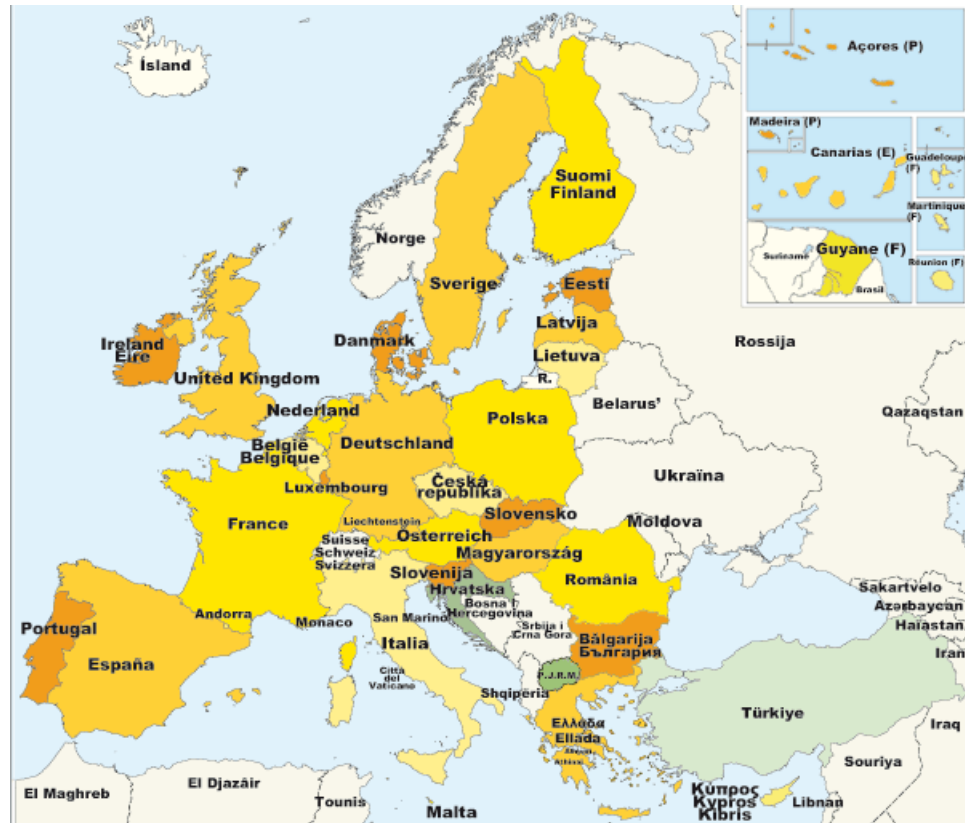 Ísland
Açores (P)
Madeira (P)
Canarias (E)
Guadeloupe
(F)
Martinique
(F)
Guyane (F)
Suriname
Brasil
Réunion (F)
Suomi
Finland
Norge
Sverige
Eesti
Latvija
Lietuva
R.
Rossija
Danmark
Ireland
Éire
United Kingdom
Nederland
Polska
Belarus'
Qazaqstan
België
Belgique
Deutschland
Česká
republika
Ukraïna
Luxembourg
Slovensko
France
Liechtenstein
Österreich
Moldova
Suisse
Schweiz
Svizzera
Magyarország
Slovenija
România
Hrvatska
Bosna i
Hercegovina
Sakartvelo
Azərbaycan
Haiastan
Andorra
Monaco
San Marino
Srbija i
Crna Gora
Portugal
España
Italia
Bălgarija
България
Iran
Città
del
Vaticano
P.J.R.M.
Shqipëria
Türkiye
Iraq
Ελλάδα
Ellada
Souriya
El Maghreb
El Djazâir
Tounis
Malta
Κύπρος
Kypros
Kibris
Libnan